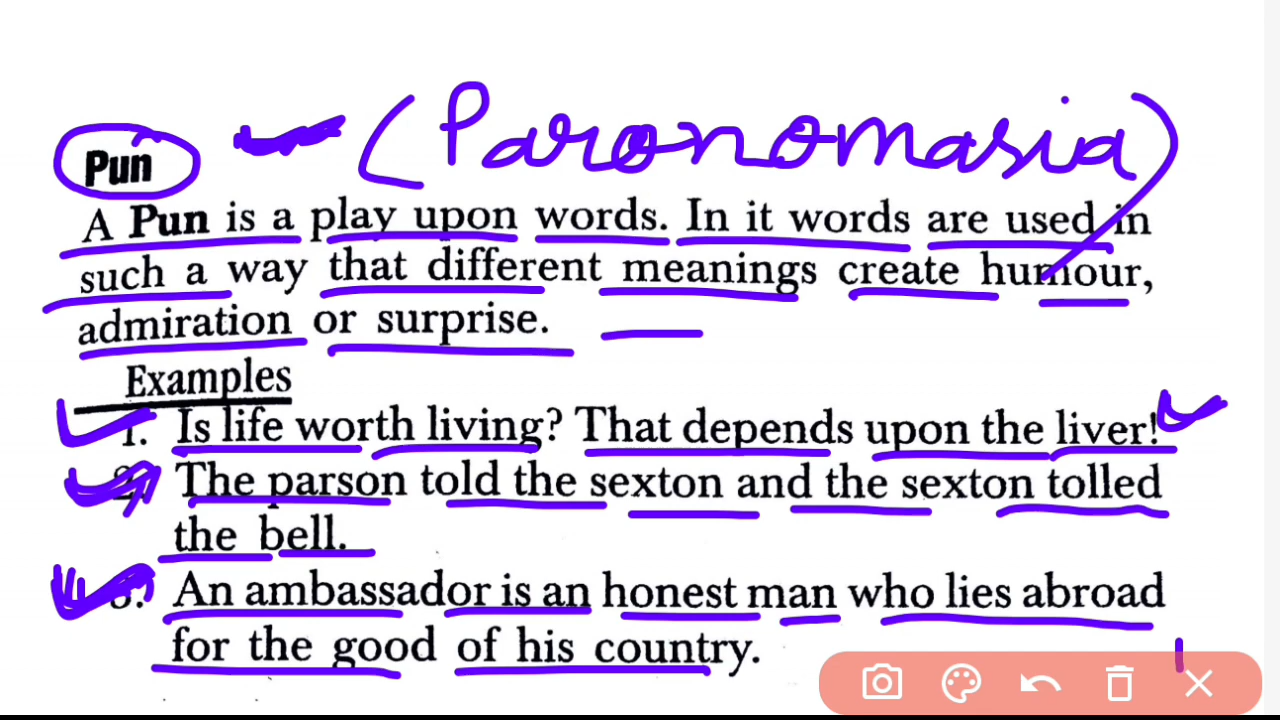 Pun (Paronomasia)
A Pun is a play upon words. In it words are used in
such a way that different meanings create humour,
admiration or surprise.
Examples
1. Is life worth living? That depends upon the liver!
2. The parson told the sexton and the sexton tolled
the bell.
3. An ambassador is an honest man who lies abroad
for the good of his country.